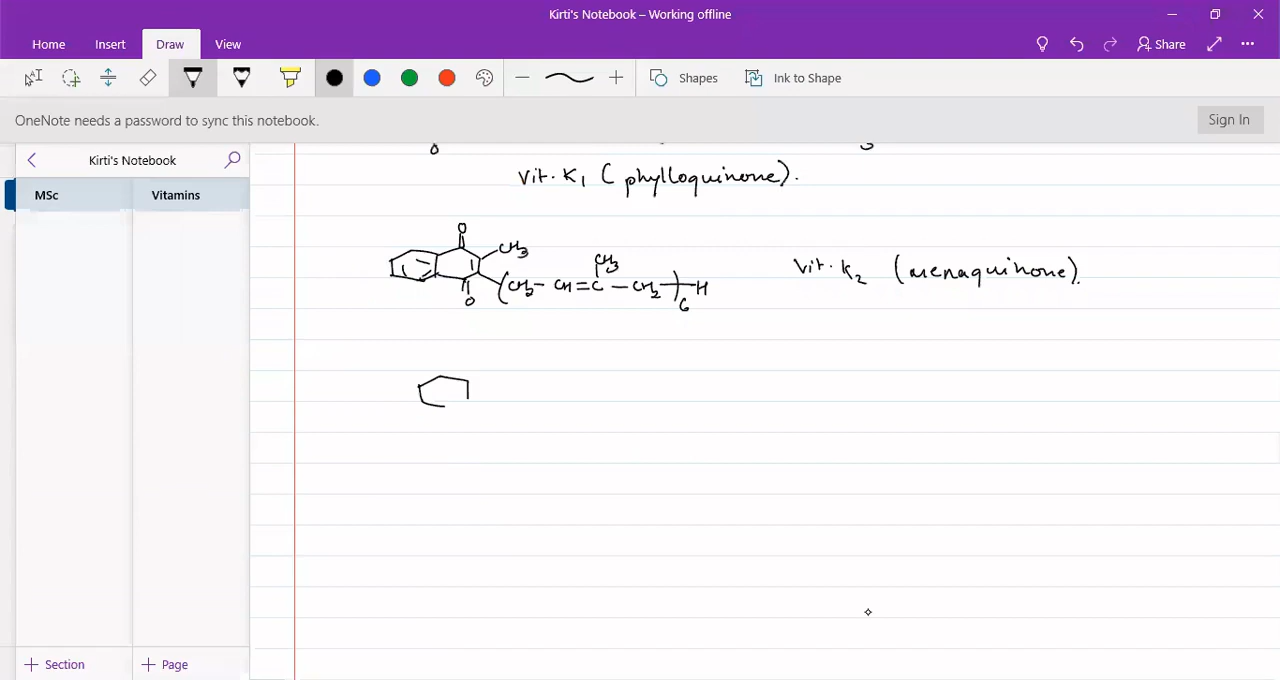 Kirti's Notebook – Working offline
Home Insert Draw View Share
Shapes Ink to Shape
OneNote needs a password to sync this notebook. Sign In
Kirti's Notebook
MSc Vitamins
vit. K1 ( phylloquinone).
O
CH3
CH3
(CH2 – CH = C – CH2)6 – H
O
vit. K2 (menaquinone).
+ Section + Page